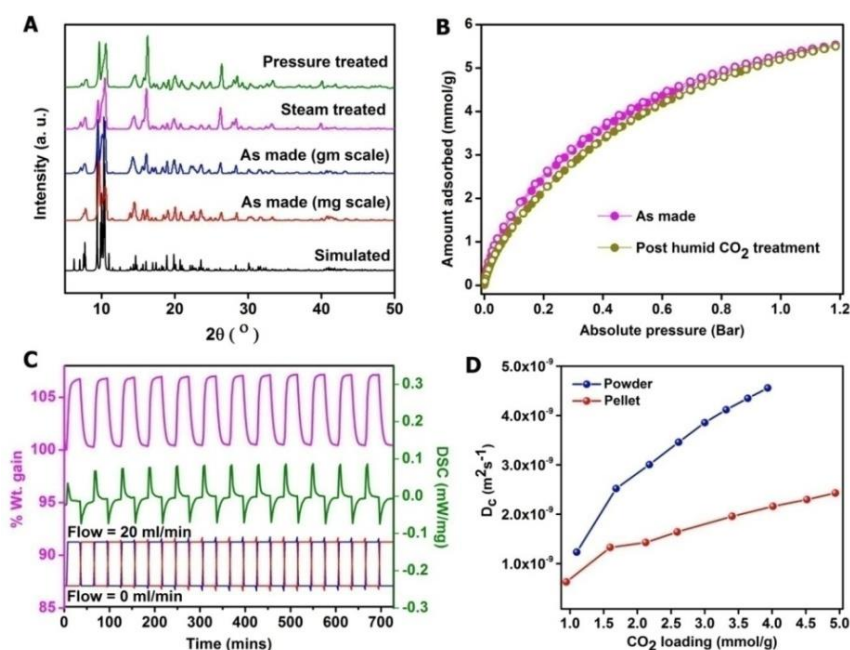 A
Pressure treated
Steam treated
As made (gm scale)
As made (mg scale)
Simulated
Intensity (a. u.)
10 20 30 40 50
2θ ( O )
B
6
5
4
3
2
1
0
Amount adsorbed (mmol/g)
As made
Post humid CO₂ treatment
0.0 0.2 0.4 0.6 0.8 1.0 1.2
Absolute pressure (Bar)
C
105
100
95
90
85
% Wt. gain
0.3
0.2
0.1
0.0
-0.1
-0.2
-0.3
DSC (mW/mg)
Flow = 20 ml/min
Flow = 0 ml/min
0 100 200 300 400 500 600 700
Time (mins)
D
5.0x10⁻⁹
4.0x10⁻⁹
3.0x10⁻⁹
2.0x10⁻⁹
1.0x10⁻⁹
D_C (m²s⁻¹)
Powder
Pellet
1.0 1.5 2.0 2.5 3.0 3.5 4.0 4.5 5.0
CO₂ loading (mmol/g)